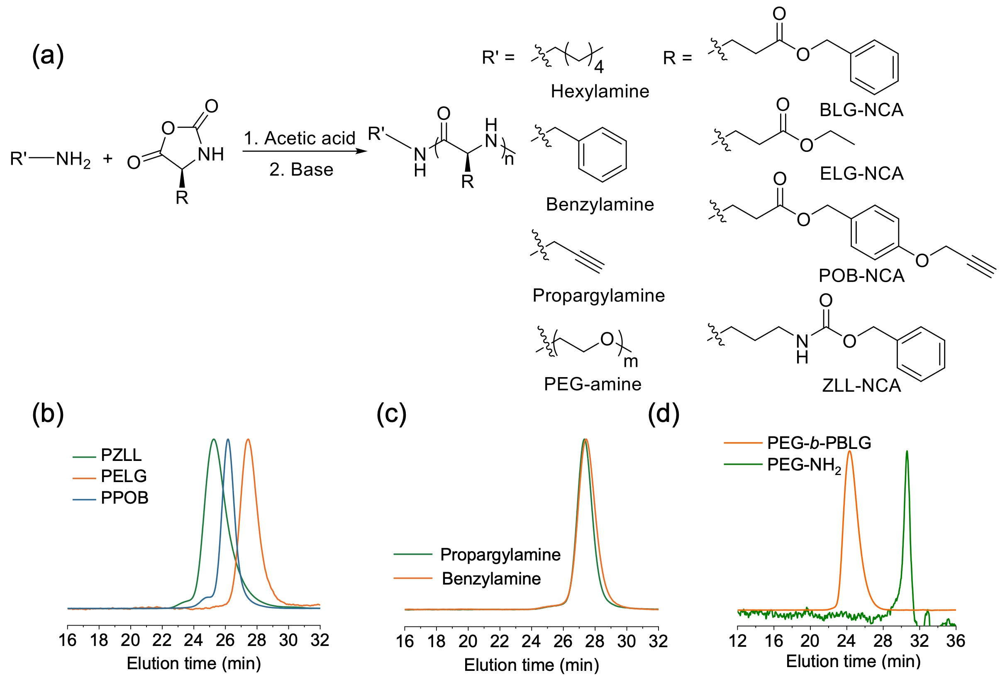 (a)
R'—NH2 + O O O NH R
1. Acetic acid
2. Base
R' N H O H N n R
R' =
4
Hexylamine
Benzylamine
Propargylamine
O
m
PEG-amine
R =
O
O
BLG-NCA
O
O
ELG-NCA
O
O
O
POB-NCA
O
N
H
O
ZLL-NCA
(b)
PZLL
PELG
PPOB
16 18 20 22 24 26 28 30 32
Elution time (min)
(c)
Propargylamine
Benzylamine
16 18 20 22 24 26 28 30 32
Elution time (min)
(d)
PEG-b-PBLG
PEG-NH2
12 16 20 24 28 32 36
Elution time (min)